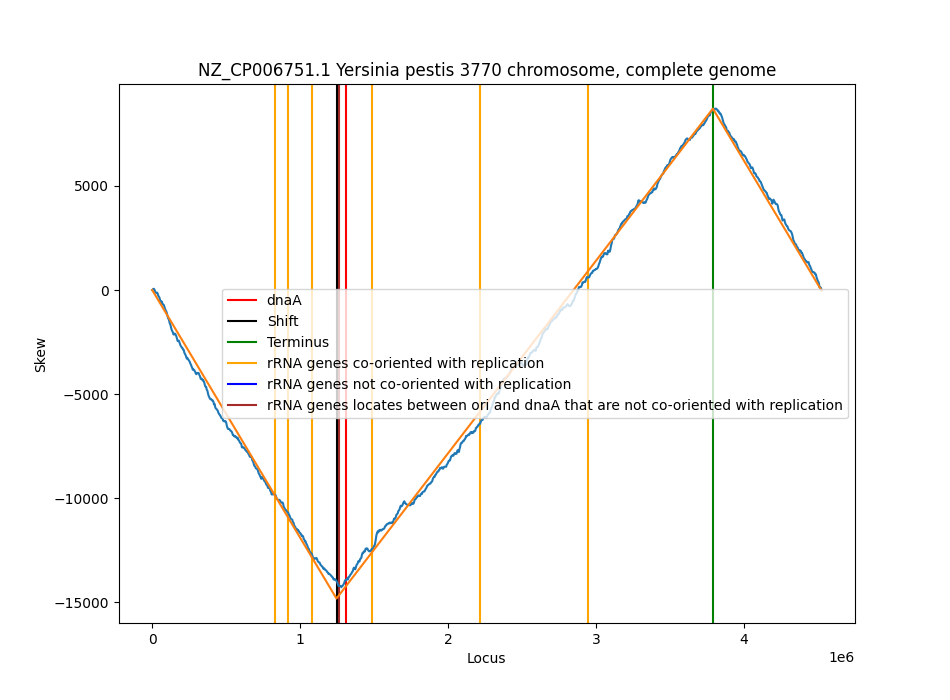 NZ_CP006751.1 Yersinia pestis 3770 chromosome, complete genome
5000
0
−5000
−10000
−15000
Skew
dnaA
Shift
Terminus
rRNA genes co-oriented with replication
rRNA genes not co-oriented with replication
rRNA genes locates between ori and dnaA that are not co-oriented with replication
0 1 2 3 4
1e6
Locus